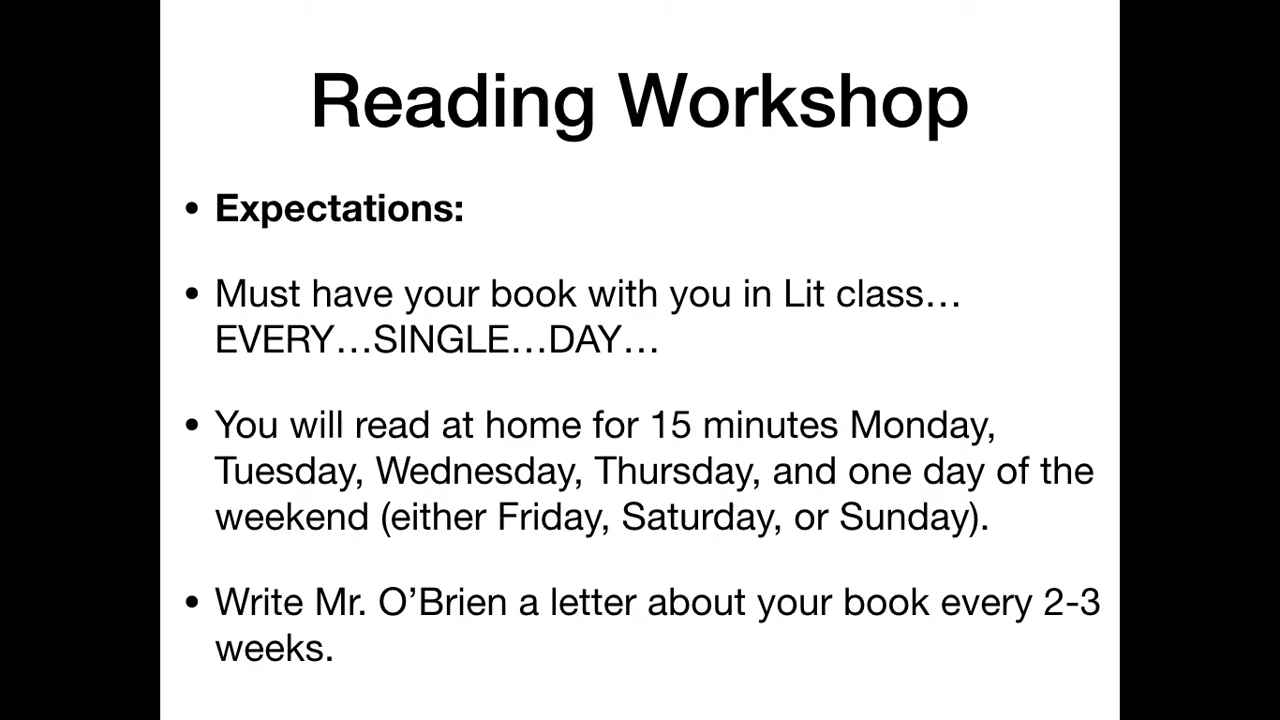 Reading Workshop
• Expectations:
• Must have your book with you in Lit class…
EVERY…SINGLE…DAY…
• You will read at home for 15 minutes Monday,
Tuesday, Wednesday, Thursday, and one day of the
weekend (either Friday, Saturday, or Sunday).
• Write Mr. O’Brien a letter about your book every 2-3
weeks.